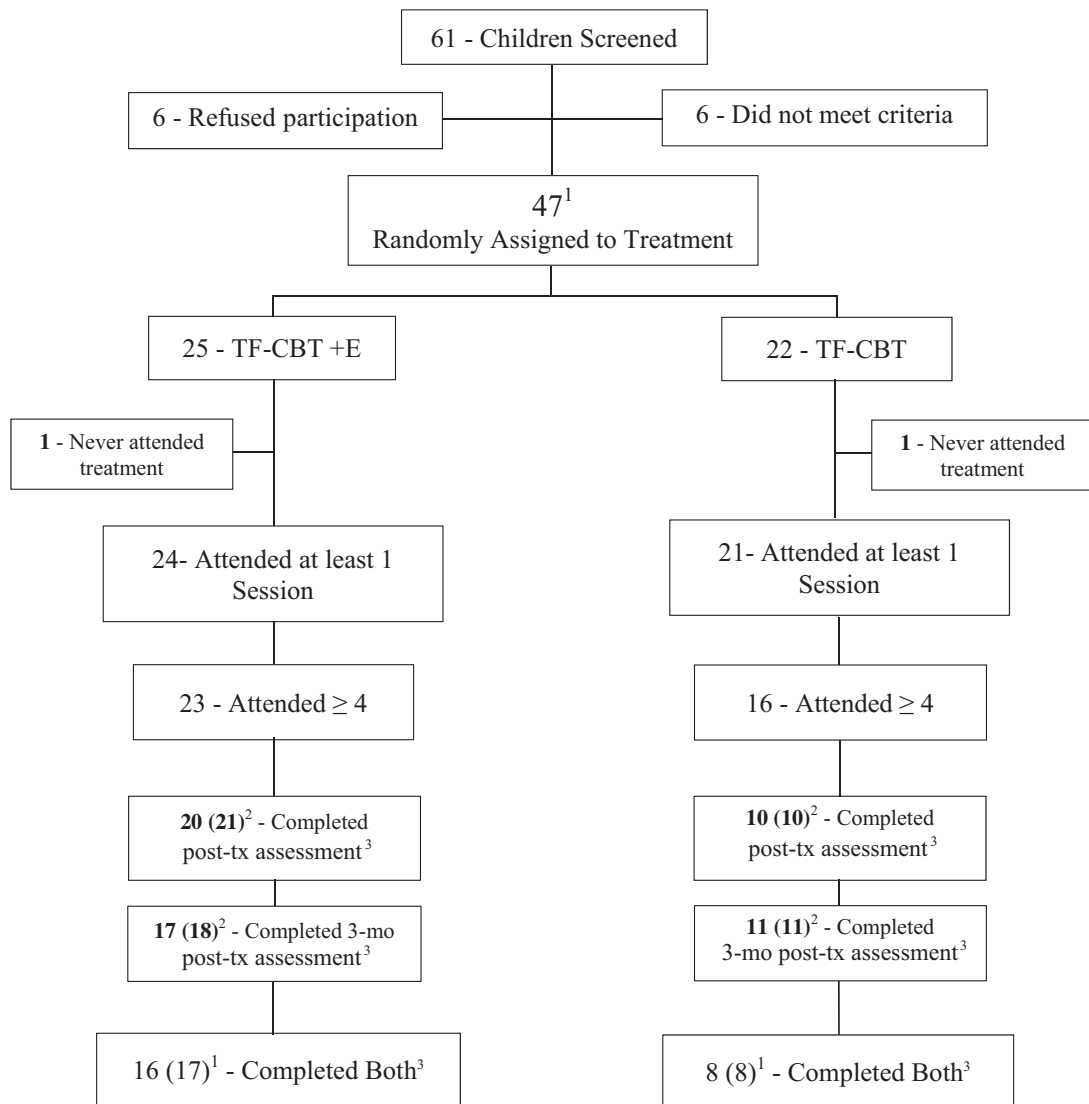 61 - Children Screened
6 - Refused participation
6 - Did not meet criteria
47¹
Randomly Assigned to Treatment
25 - TF-CBT +E
22 - TF-CBT
1 - Never attended
treatment
1 - Never attended
treatment
24- Attended at least 1
Session
21- Attended at least 1
Session
23 - Attended ≥ 4
16 - Attended ≥ 4
20 (21)² - Completed
post-tx assessment³
10 (10)² - Completed
post-tx assessment³
17 (18)² - Completed 3-mo
post-tx assessment³
11 (11)² - Completed
3-mo post-tx assessment³
16 (17)¹ - Completed Both³
8 (8)¹ - Completed Both³